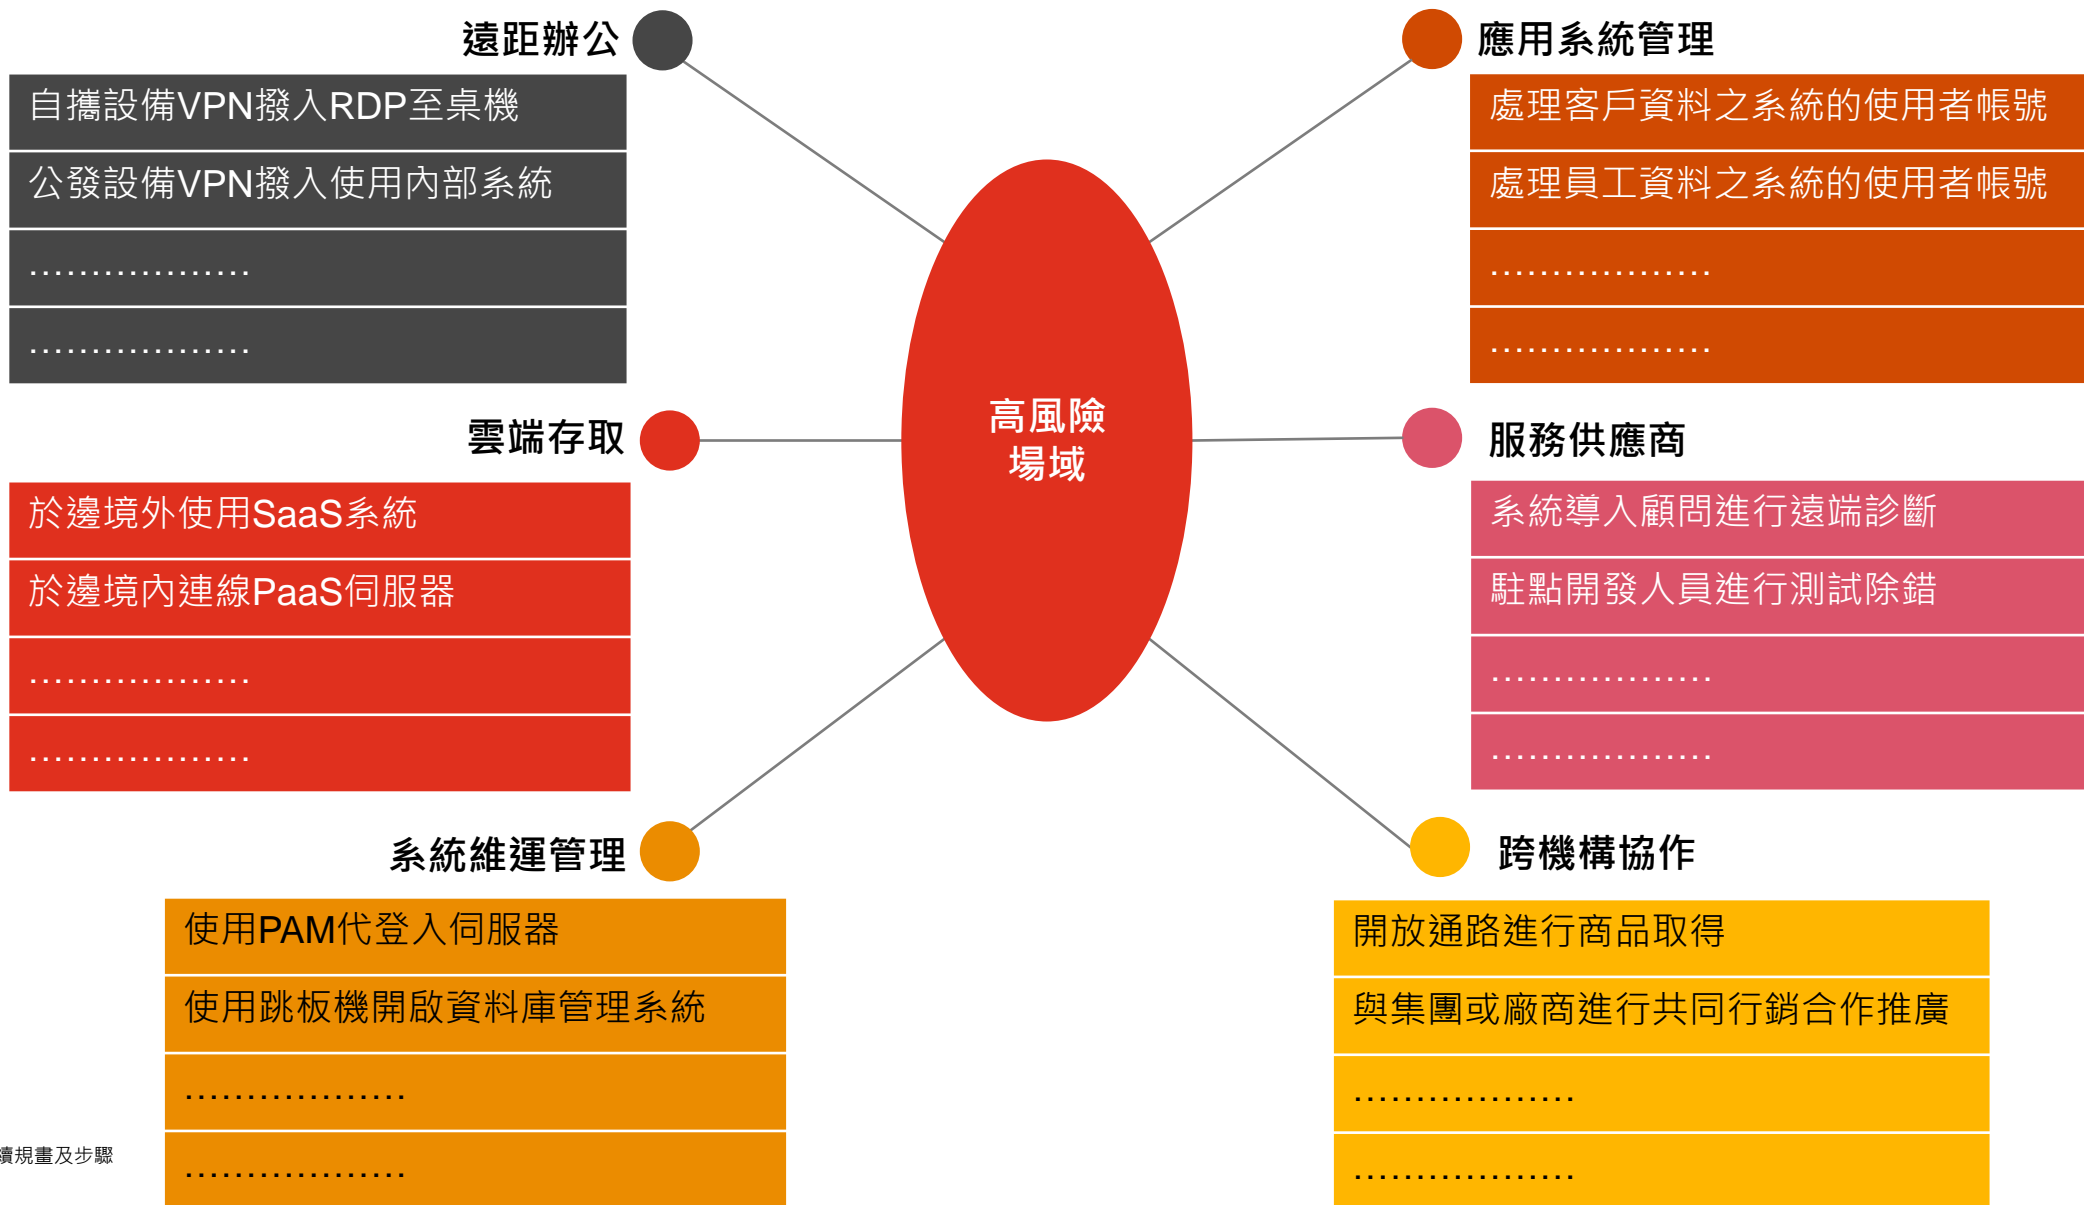 遠距辦公
自攜設備VPN撥入RDP至桌機
公發設備VPN撥入使用內部系統
..................
..................
雲端存取
於邊境外使用SaaS系統
於邊境內連線PaaS伺服器
..................
..................
系統維運管理
使用PAM代登入伺服器
使用跳板機開啟資料庫管理系統
..................
..................
高風險
場域
應用系統管理
處理客戶資料之系統的使用者帳號
處理員工資料之系統的使用者帳號
..................
..................
服務供應商
系統導入顧問進行遠端診斷
駐點開發人員進行測試除錯
..................
..................
跨機構協作
開放通路進行商品取得
與集團或廠商進行共同行銷合作推廣
..................
..................
續規畫及步驟